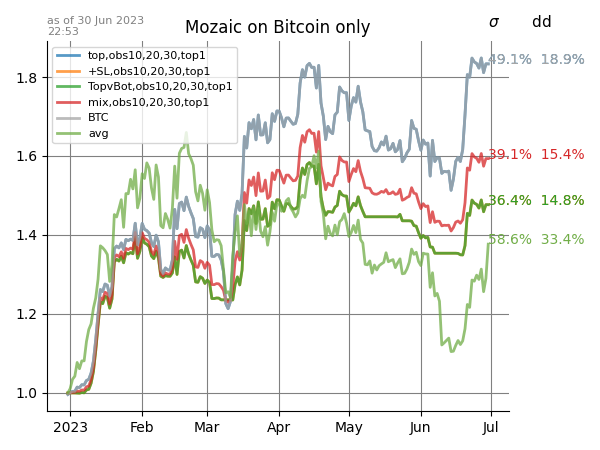 as of 30 Jun 2023
22:53
Mozaic on Bitcoin only
σ dd
top,obs10,20,30,top1
+SL,obs10,20,30,top1
TopvBot,obs10,20,30,top1
mix,obs10,20,30,top1
BTC
avg
49.1% 18.9%
39.1% 15.4%
36.4% 14.8%
58.6% 33.4%
1.8
1.6
1.4
1.2
1.0
2023 Feb Mar Apr May Jun Jul